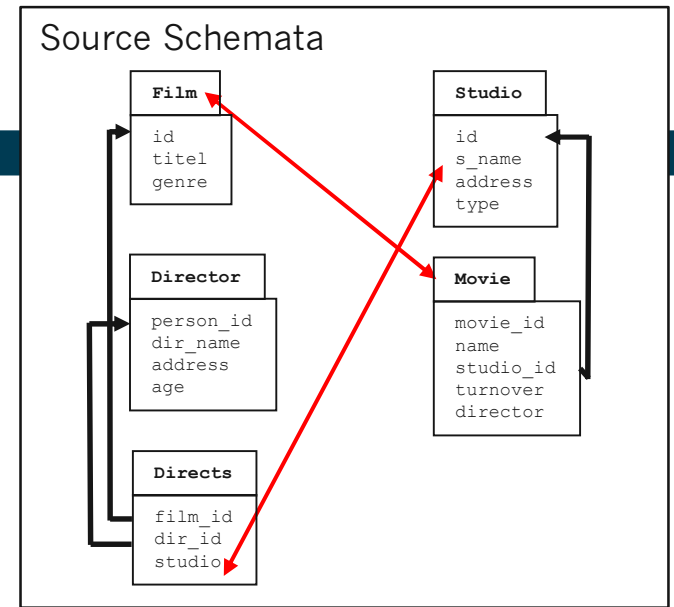 Source Schemata
Film
id
titel
genre
Director
person_id
dir_name
address
age
Directs
film_id
dir_id
studio
Studio
id
s_name
address
type
Movie
movie_id
name
studio_id
turnover
director